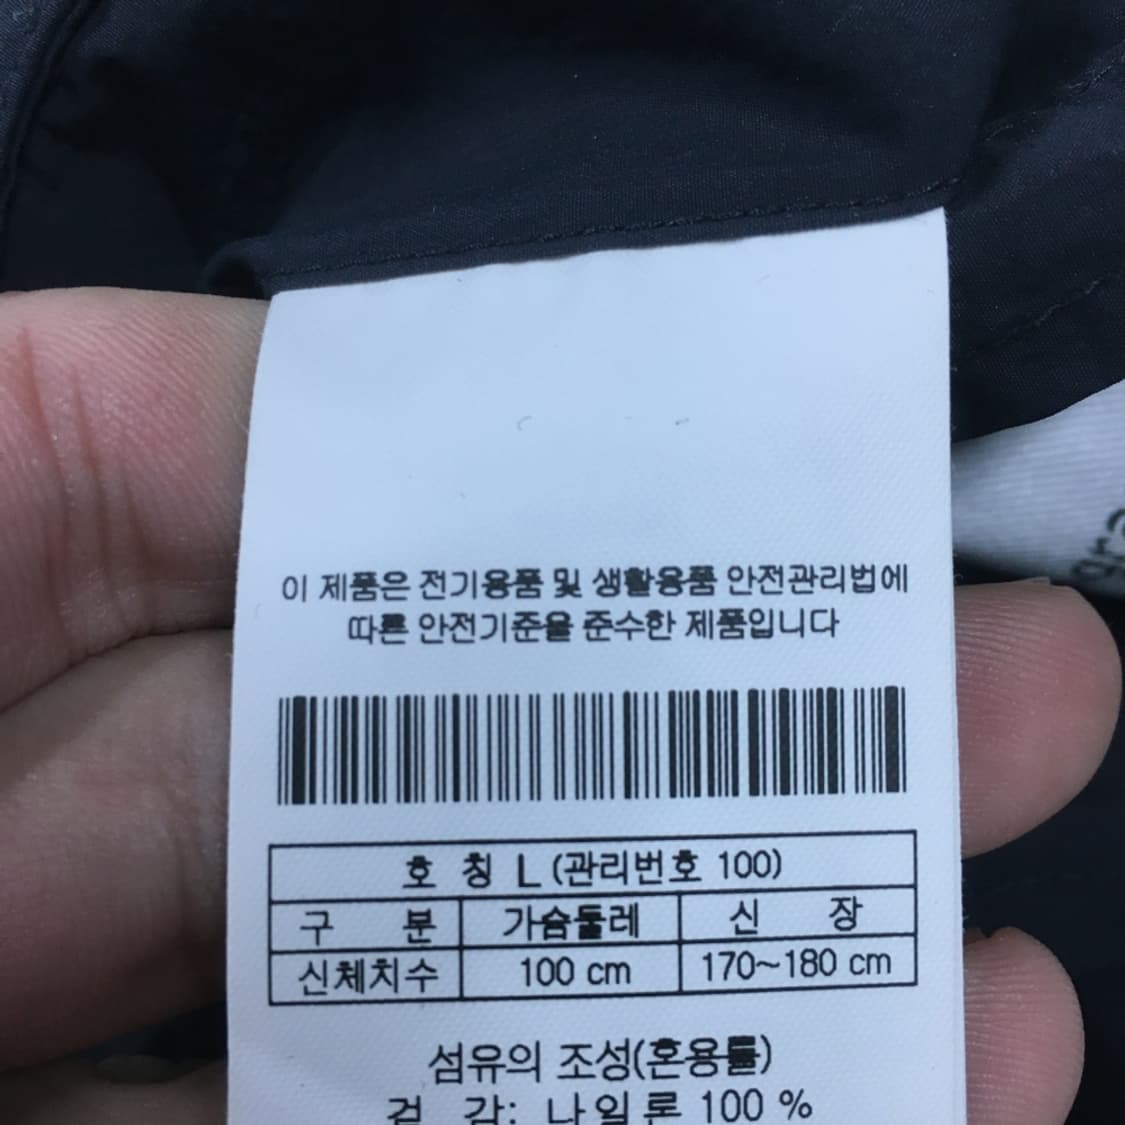 이 제품은 전기용품 및 생활용품 안전관리법에
따른 안전기준을 준수한 제품입니다
호 칭 L (관리번호 100)
구 분 가슴둘레 신 장
신체치수 100 cm 170~180 cm
섬유의 조성(혼용률)
겉 감: 나일론 100 %